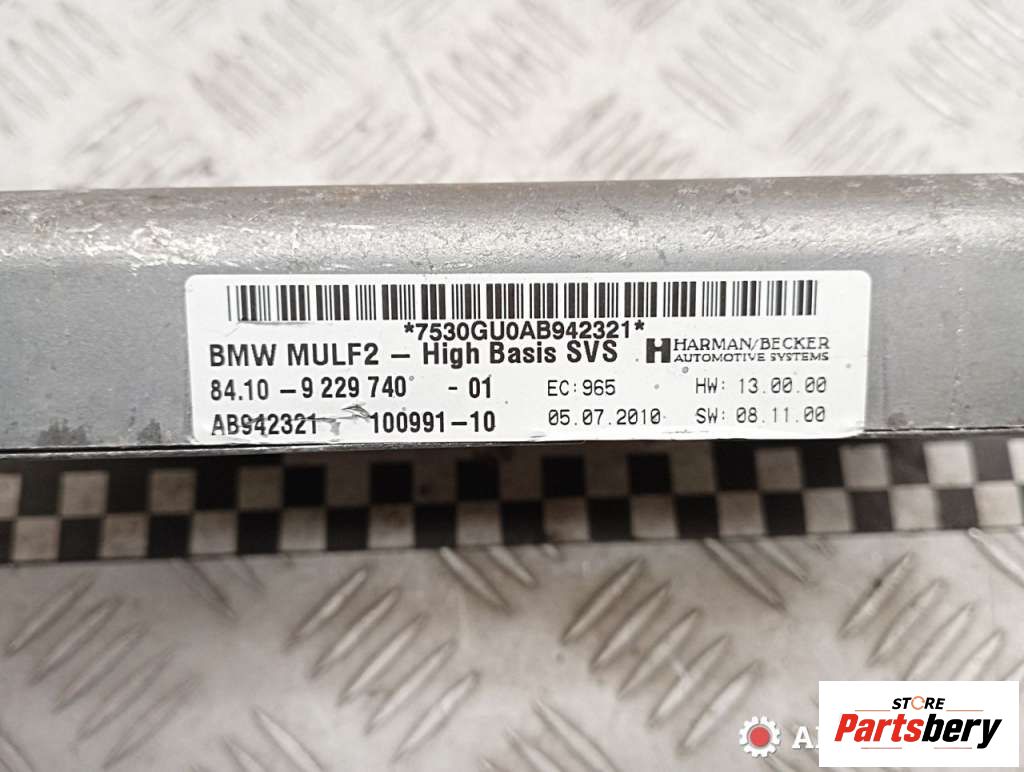 *7530GU0AB942321*
BMW MULF2 – High Basis SVS
HARMAN/BECKER
AUTOMOTIVE SYSTEMS
84.10 – 9 229 740 - 01 EC: 965 HW: 13.00.00
AB942321 100991-10 05.07.2010 SW: 08.11.00
STORE
Partsbery